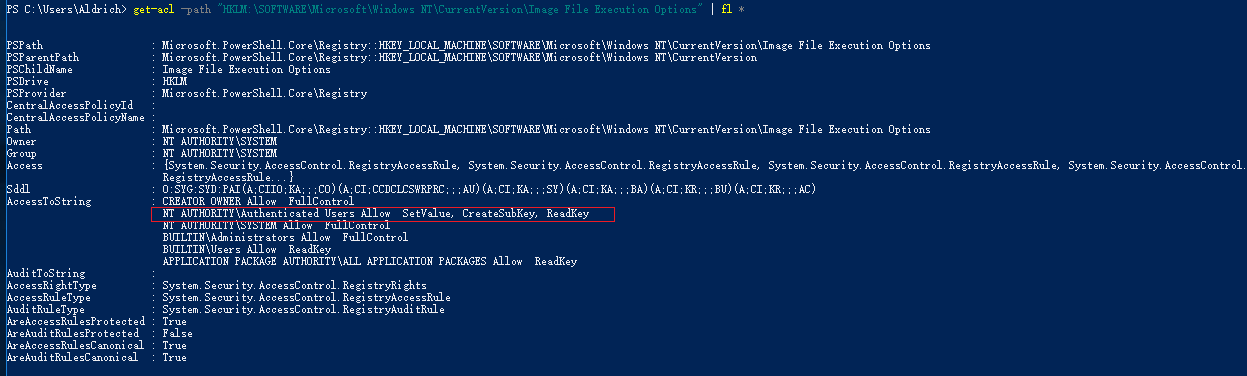 PS C:\Users\Aldrich> get-acl -path "HKLM:\SOFTWARE\Microsoft\Windows NT\CurrentVersion\Image File Execution Options" | fl *
PSPath : Microsoft.PowerShell.Core\Registry::HKEY_LOCAL_MACHINE\SOFTWARE\Microsoft\Windows NT\CurrentVersion\Image File Execution Options
PSParentPath : Microsoft.PowerShell.Core\Registry::HKEY_LOCAL_MACHINE\SOFTWARE\Microsoft\Windows NT\CurrentVersion
PSChildName : Image File Execution Options
PSDrive : HKLM
PSProvider : Microsoft.PowerShell.Core\Registry
CentralAccessPolicyId :
CentralAccessPolicyName :
Path : Microsoft.PowerShell.Core\Registry::HKEY_LOCAL_MACHINE\SOFTWARE\Microsoft\Windows NT\CurrentVersion\Image File Execution Options
Owner : NT AUTHORITY\SYSTEM
Group : NT AUTHORITY\SYSTEM
Access : {System.Security.AccessControl.RegistryAccessRule, System.Security.AccessControl.RegistryAccessRule, System.Security.AccessControl.RegistryAccessRule, System.Security.AccessControl.
RegistryAccessRule...}
Sddl : O:SYG:SYD:PAI(A;CIIO;KA;;;CO)(A;CI;CCDCLCSWRPRC;;;AU)(A;CI;KA;;;SY)(A;CI;KA;;;BA)(A;CI;KR;;;BU)(A;CI;KR;;;AC)
AccessToString : CREATOR OWNER Allow  FullControl
NT AUTHORITY\Authenticated Users Allow  SetValue, CreateSubKey, ReadKey
NT AUTHORITY\SYSTEM Allow  FullControl
BUILTIN\Administrators Allow  FullControl
BUILTIN\Users Allow  ReadKey
APPLICATION PACKAGE AUTHORITY\ALL APPLICATION PACKAGES Allow  ReadKey
AuditToString :
AccessRightType : System.Security.AccessControl.RegistryRights
AccessRuleType : System.Security.AccessControl.RegistryAccessRule
AuditRuleType : System.Security.AccessControl.RegistryAuditRule
AreAccessRulesProtected : True
AreAuditRulesProtected : False
AreAccessRulesCanonical : True
AreAuditRulesCanonical : True